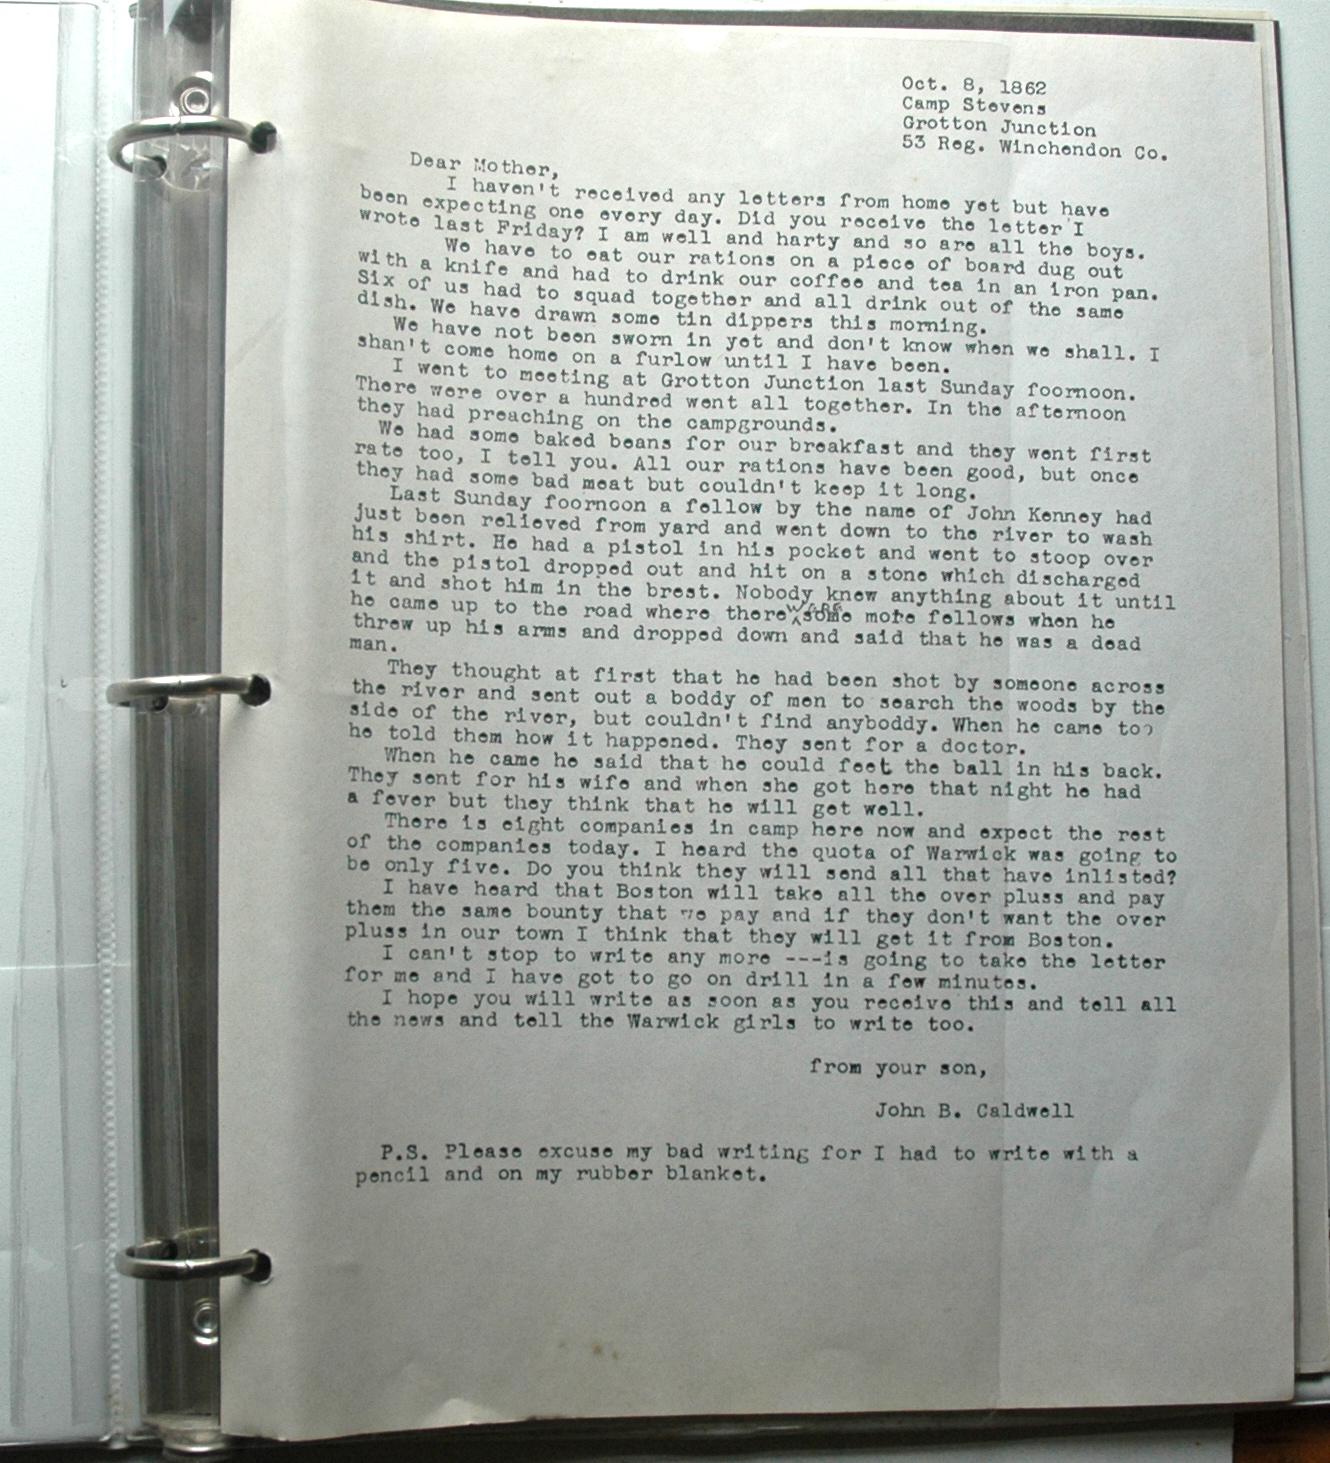 Oct. 8, 1862
Camp Stevens
Grotton Junction
53 Reg. Winchendon Co.
Dear Mother,
I haven't received any letters from home yet but have
been expecting one every day. Did you receive the letter I
wrote last Friday? I am well and harty and so are all the boys.
We have to eat our rations on a piece of board dug out
with a knife and had to drink our coffee and tea in an iron pan.
Six of us had to squad together and all drink out of the same
dish. We have drawn some tin dippers this morning.
We have not been sworn in yet and don't know when we shall. I
shan't come home on a furlow until I have been.
I went to meeting at Grotton Junction last Sunday foornoon.
There were over a hundred went all together. In the afternoon
they had preaching on the campgrounds.
We had some baked beans for our breakfast and they went first
rate too, I tell you. All our rations have been good, but once
they had some bad meat but couldn't keep it long.
Last Sunday foornoon a fellow by the name of John Kenney had
just been relieved from yard and went down to the river to wash
his shirt. He had a pistol in his pocket and went to stoop over
and the pistol dropped out and hit on a stone which discharged
it and shot him in the brest. Nobody knew anything about it until
he came up to the road where there were some more fellows when he
threw up his arms and dropped down and said that he was a dead
man.
They thought at first that he had been shot by someone across
the river and sent out a boddy of men to search the woods by the
side of the river, but couldn't find anyboddy. When he came too
he told them how it happened. They sent for a doctor.
When he came he said that he could feel the ball in his back.
They sent for his wife and when she got here that night he had
a fever but they think that he will get well.
There is eight companies in camp here now and expect the rest
of the companies today. I heard the quota of Warwick was going to
be only five. Do you think they will send all that have inlisted?
I have heard that Boston will take all the over pluss and pay
them the same bounty that we pay and if they don't want the over
pluss in our town I think that they will get it from Boston.
I can't stop to write any more ---is going to take the letter
for me and I have got to go on drill in a few minutes.
I hope you will write as soon as you receive this and tell all
the news and tell the Warwick girls to write too.
from your son,
John B. Caldwell
P.S. Please excuse my bad writing for I had to write with a
pencil and on my rubber blanket.